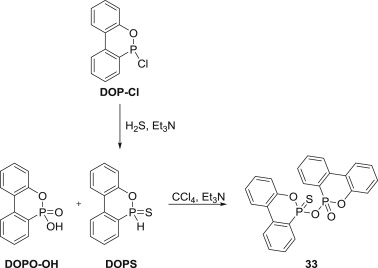 O
P
Cl
DOP-Cl
H₂S, Et₃N
O
P=O
OH
+
O
P=S
H
CCl₄, Et₃N
O S O
P P
O O
DOPO-OH
DOPS
33